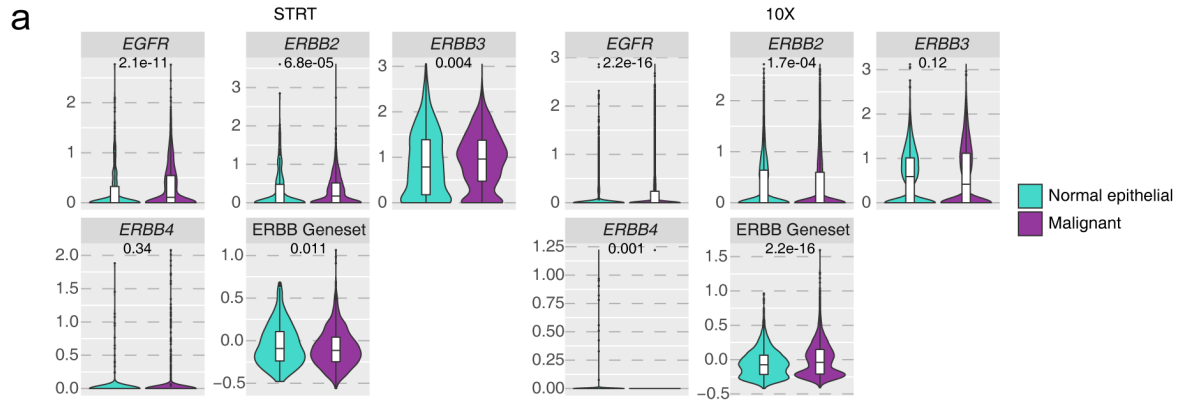 a
STRT
10X
EGFR
ERBB2
ERBB3
EGFR
ERBB2
ERBB3
2.1e-11
6.8e-05
0.004
2.2e-16
1.7e-04
0.12
2
1
0
3
2
1
0
3
2
1
0
3
2
1
0
2
1
0
3
2
1
0
Normal epithelial
Malignant
ERBB4
ERBB Geneset
ERBB4
ERBB Geneset
0.34
0.011
0.001
2.2e-16
2.0
1.5
1.0
0.5
0.0
1.0
0.5
0.0
−0.5
1.25
1.00
0.75
0.50
0.25
0.00
1.5
1.0
0.5
0.0
−0.5